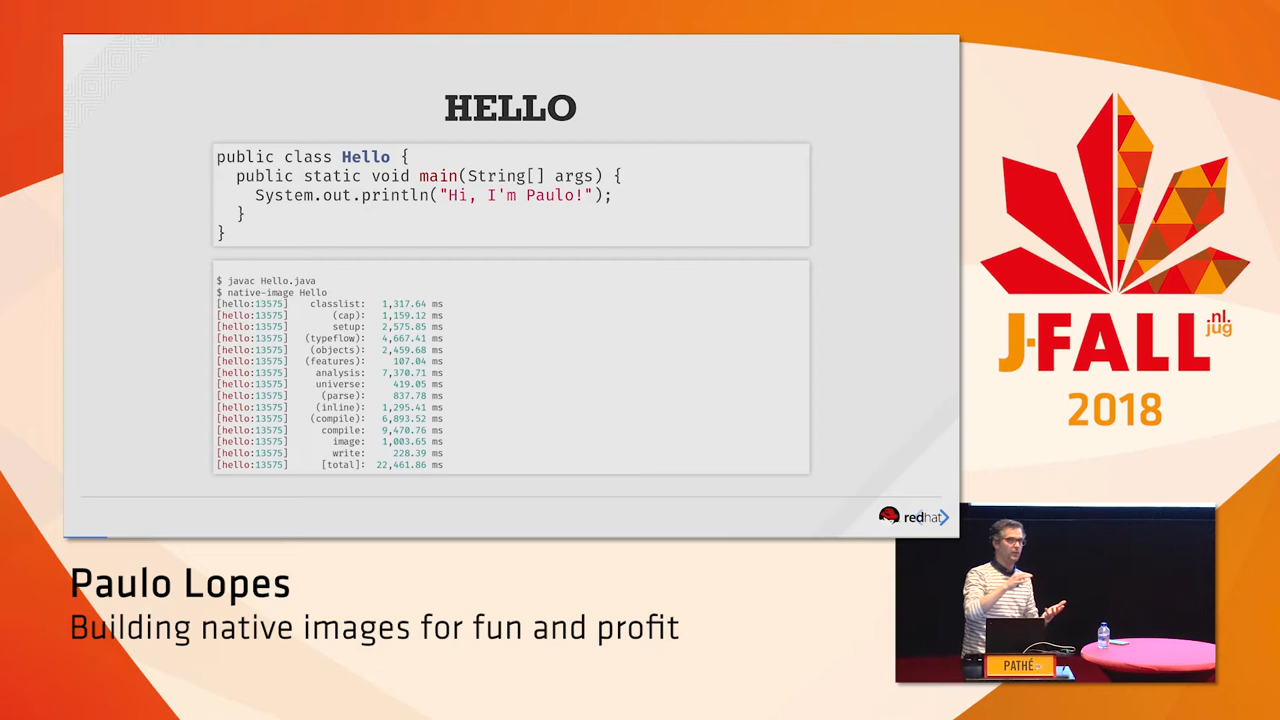 HELLO
public class Hello {
public static void main(String[] args) {
System.out.println("Hi, I'm Paulo!");
}
}
$ javac Hello.java
$ native-image Hello
[hello:13575] classlist: 1,317.64 ms
[hello:13575] (cap): 1,159.12 ms
[hello:13575] setup: 2,575.85 ms
[hello:13575] (typeflow): 4,667.41 ms
[hello:13575] (objects): 2,459.68 ms
[hello:13575] (features): 107.04 ms
[hello:13575] analysis: 7,370.71 ms
[hello:13575] universe: 419.05 ms
[hello:13575] (parse): 837.78 ms
[hello:13575] (inline): 1,295.41 ms
[hello:13575] (compile): 6,893.52 ms
[hello:13575] compile: 9,470.76 ms
[hello:13575] image: 1,003.65 ms
[hello:13575] write: 228.39 ms
[hello:13575] [total]: 22,461.86 ms
redhat
J-FALL
nl.
jug
2018
Paulo Lopes
Building native images for fun and profit
PATHÉ